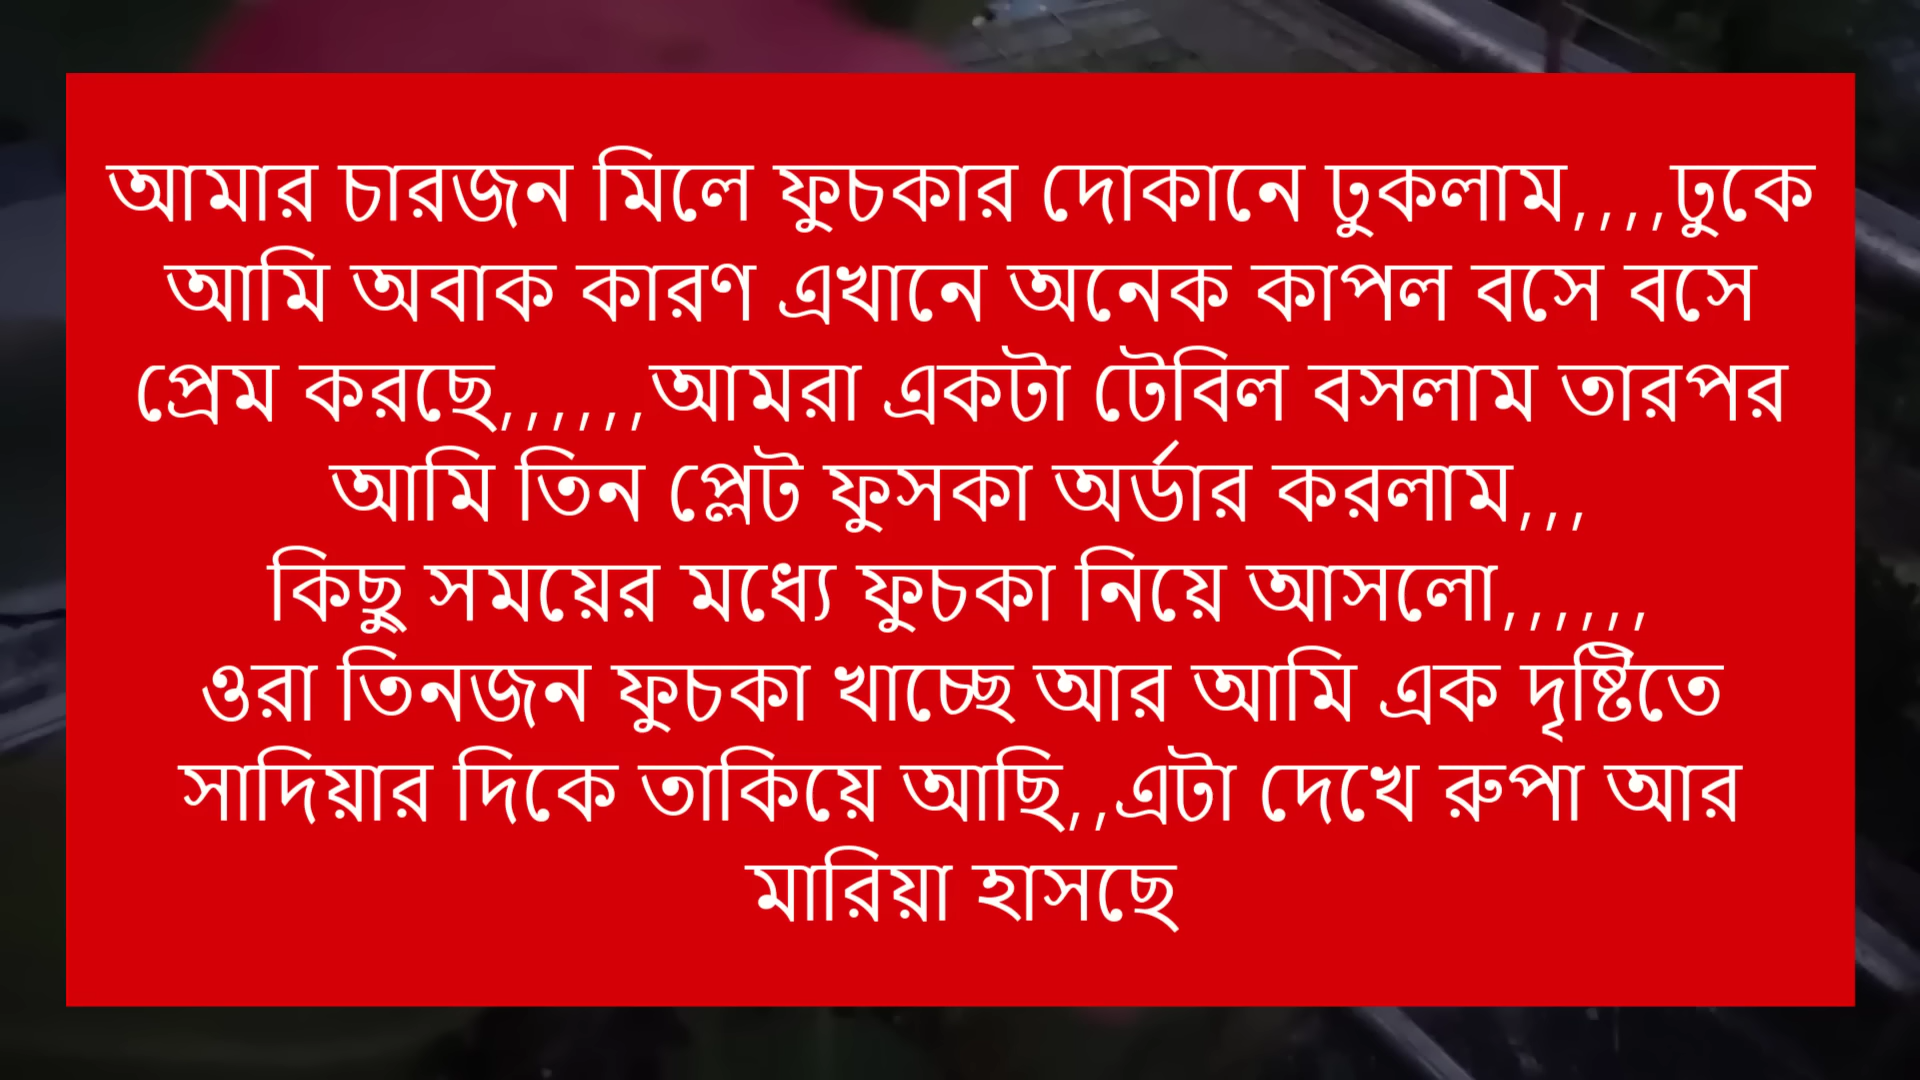 আমার চারজন মিলে ফুচকার দোকানে ঢুকলাম,,,,ঢুকে
আমি অবাক কারণ এখানে অনেক কাপল বসে বসে
প্রেম করছে,,,,,,আমরা একটা টেবিল বসলাম তারপর
আমি তিন প্লেট ফুসকা অর্ডার করলাম,,,
কিছু সময়ের মধ্যে ফুচকা নিয়ে আসলো,,,,,,
ওরা তিনজন ফুচকা খাচ্ছে আর আমি এক দৃষ্টিতে
সাদিয়ার দিকে তাকিয়ে আছি,,এটা দেখে রুপা আর
মারিয়া হাসছে